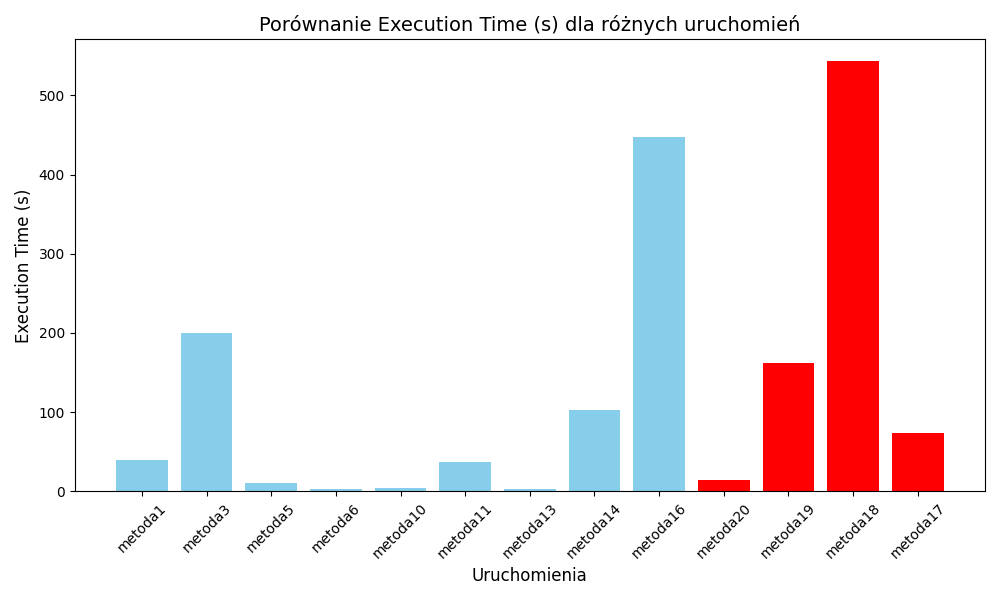 Porównanie Execution Time (s) dla różnych uruchomień
Execution Time (s)
500
400
300
200
100
0
metoda1
metoda3
metoda5
metoda6
metoda10
metoda11
metoda13
metoda14
metoda16
metoda20
metoda19
metoda18
metoda17
Uruchomienia